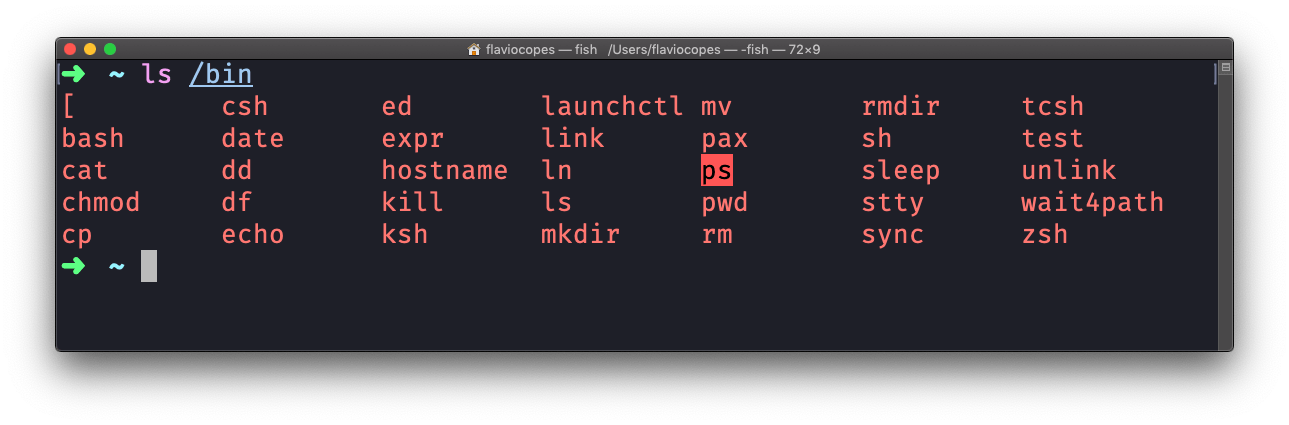 flaviocopes — fish /Users/flaviocopes — -fish — 72×9
➜ ~ ls /bin
[ csh ed launchctl mv rmdir tcsh
bash date expr link pax sh test
cat dd hostname ln ps sleep unlink
chmod df kill ls pwd stty wait4path
cp echo ksh mkdir rm sync zsh
➜ ~